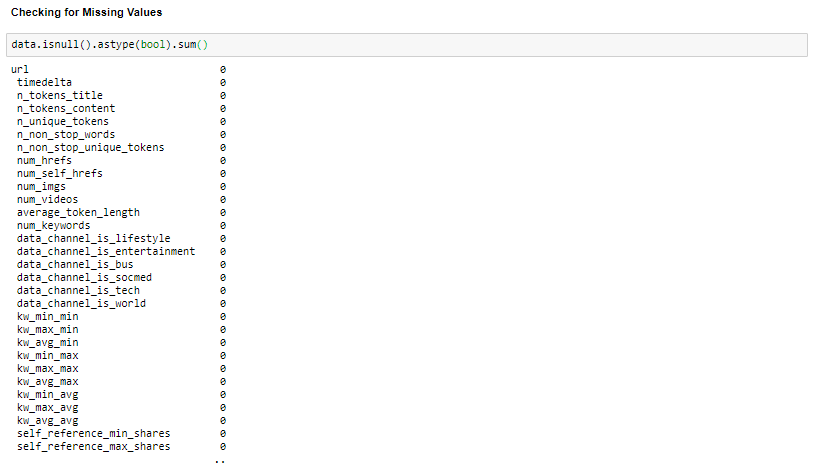 Checking for Missing Values
data.isnull().astype(bool).sum()
url 0
timedelta 0
n_tokens_title 0
n_tokens_content 0
n_unique_tokens 0
n_non_stop_words 0
n_non_stop_unique_tokens 0
num_hrefs 0
num_self_hrefs 0
num_imgs 0
num_videos 0
average_token_length 0
num_keywords 0
data_channel_is_lifestyle 0
data_channel_is_entertainment 0
data_channel_is_bus 0
data_channel_is_socmed 0
data_channel_is_tech 0
data_channel_is_world 0
kw_min_min 0
kw_max_min 0
kw_avg_min 0
kw_min_max 0
kw_max_max 0
kw_avg_max 0
kw_min_avg 0
kw_max_avg 0
kw_avg_avg 0
self_reference_min_shares 0
self_reference_max_shares 0
..